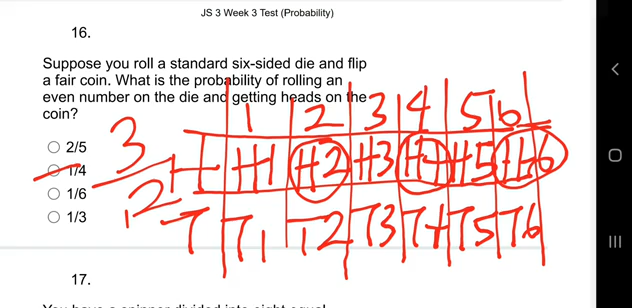 JS 3 Week 3 Test (Probability)
16.
Suppose you roll a standard six-sided die and flip
a fair coin. What is the probability of rolling an
even number on the die and getting heads on the
coin?
1 2 3 4 5 6
2/5
3
1/4
H H1 H2 H3 H4 H5 H6
12
1/6
1/3
T T1 T2 T3 T4 T5 T6
17.